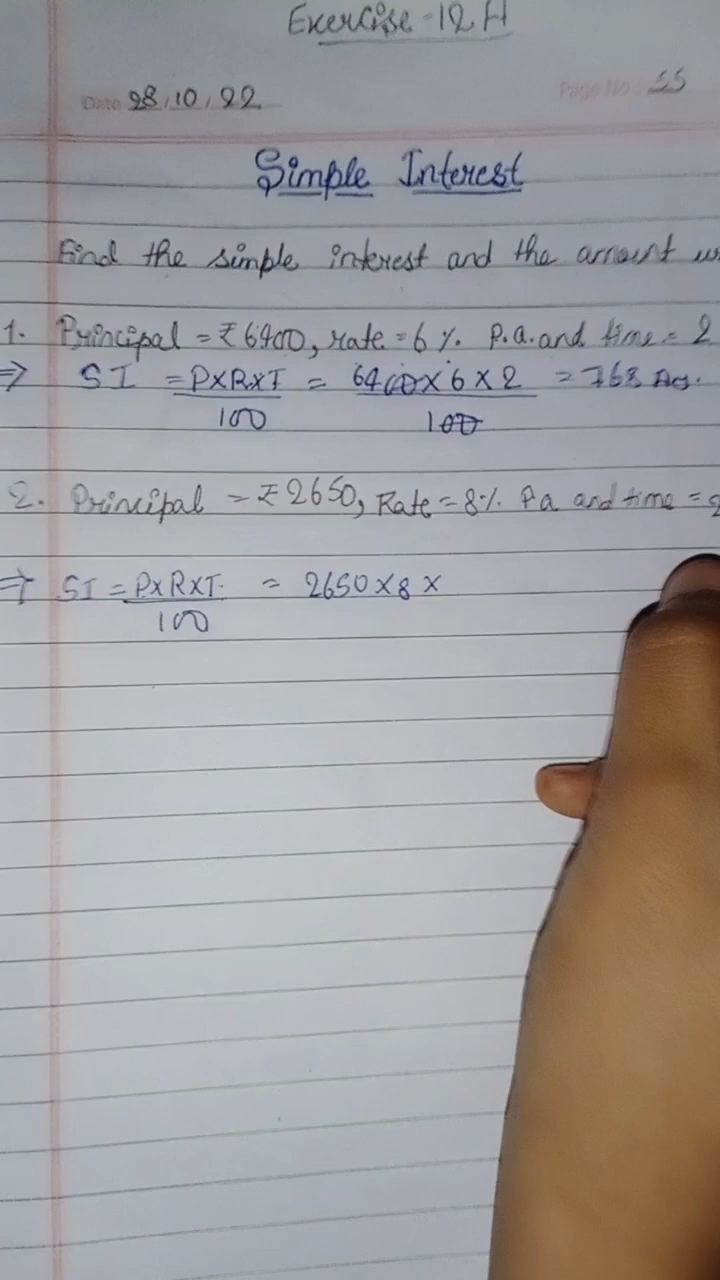 Exercise - 12 H
Date 28,10,22 Page No. 55
Simple Interest
Find the simple interest and the amount
1. Principal = ₹6400, rate = 6 % p.a. and time = 2
⇒ SI = P×R×T = 6400×6×2 = 768 Ans.
100 100
2. Principal = ₹2650, Rate = 8% Pa and time =
⇒ SI = P×R×T = 2650×8×
100